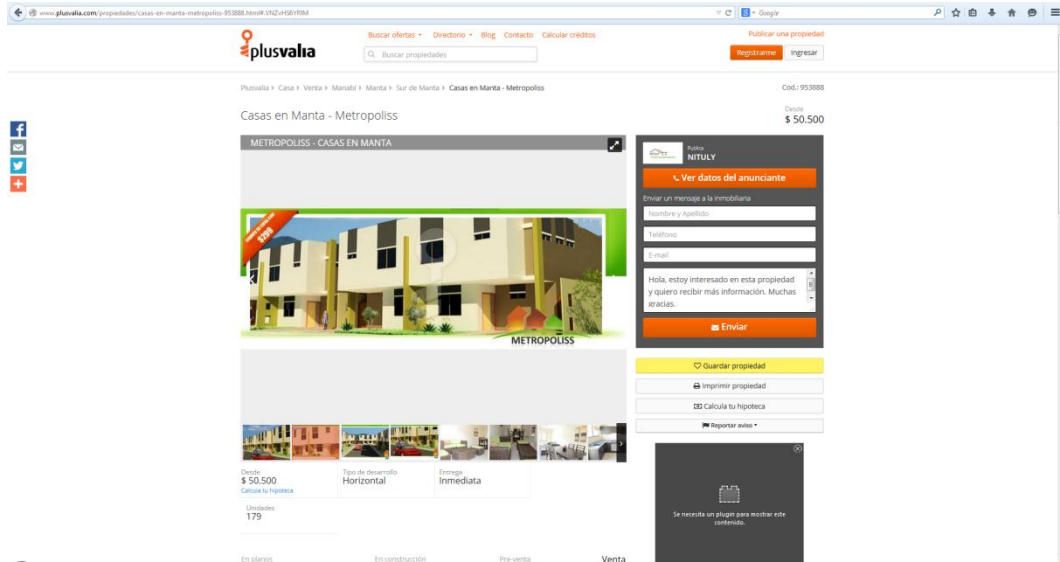 www.plusvalia.com/propiedades/casas-en-manta-metropoliss-953888.html#.VNZvHS6YR9M
Google
plusvalia
Buscar ofertas
Directorio
Blog
Contacto
Calcular créditos
Publicar una propiedad
Buscar propiedades
Registrarme
Ingresar
Plusvalia › Casa › Venta › Manabí › Manta › Sur de Manta › Casas en Manta - Metropoliss
Cod.: 953888
Casas en Manta - Metropoliss
Desde
$ 50.500
METROPOLISS - CASAS EN MANTA
$299
METROPOLISS
Publica
NITULY
Ver datos del anunciante
Enviar un mensaje a la inmobiliaria
Nombre y Apellido
Teléfono
E-mail
Hola, estoy interesado en esta propiedad
y quiero recibir más información. Muchas
gracias.
Enviar
Guardar propiedad
Imprimir propiedad
Calcula tu hipoteca
Reportar aviso
Se necesita un plugin para mostrar este
contenido.
Desde
$ 50.500
Calcula tu hipoteca
Tipo de desarrollo
Horizontal
Entrega
Inmediata
Unidades
179
En planos
En construcción
Pre-venta
Venta